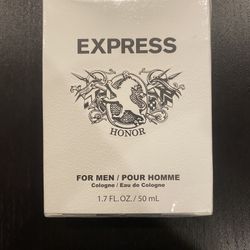 EXPRESS
HONOR
FOR MEN / POUR HOMME
Cologne / Eau de Cologne
1.7 FL. OZ. / 50 mL